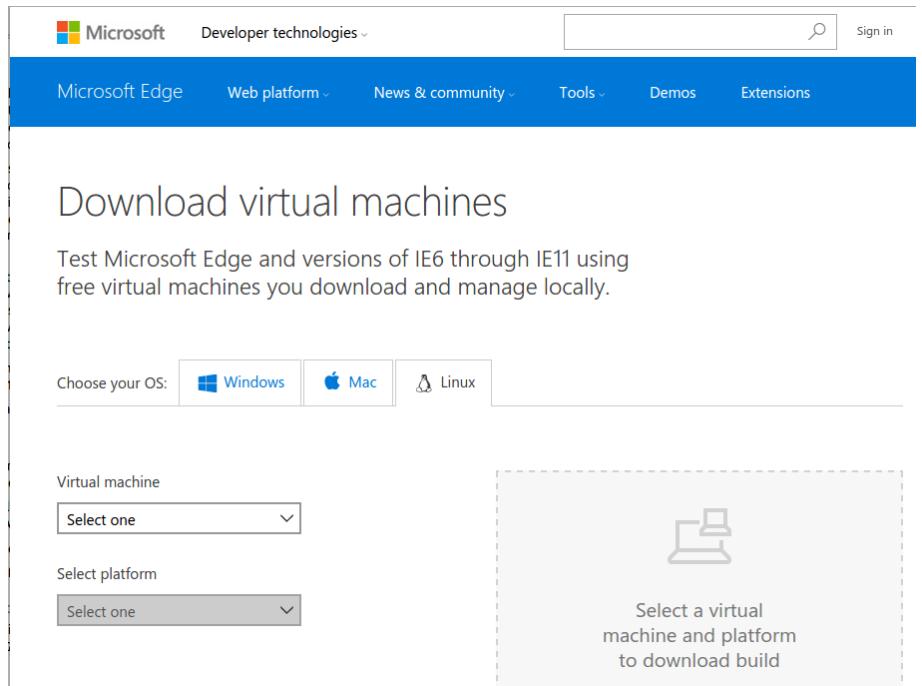 Microsoft Developer technologies Sign in
Microsoft Edge Web platform News & community Tools Demos Extensions
Download virtual machines
Test Microsoft Edge and versions of IE6 through IE11 using
free virtual machines you download and manage locally.
Choose your OS: Windows Mac Linux
Virtual machine
Select one
Select platform
Select one
Select a virtual
machine and platform
to download build